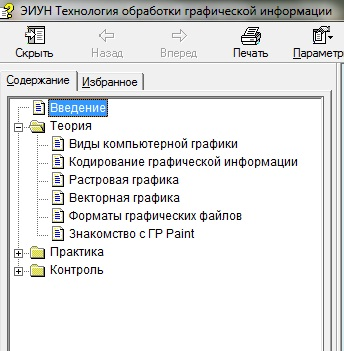 ЭИУН Технология обработки графической информации
Скрыть Назад Вперед Печать Параметр
Содержание Избранное
Введение
Теория
Виды компьютерной графики
Кодирование графической информации
Растровая графика
Векторная графика
Форматы графических файлов
Знакомство с ГР Paint
Практика
Контроль